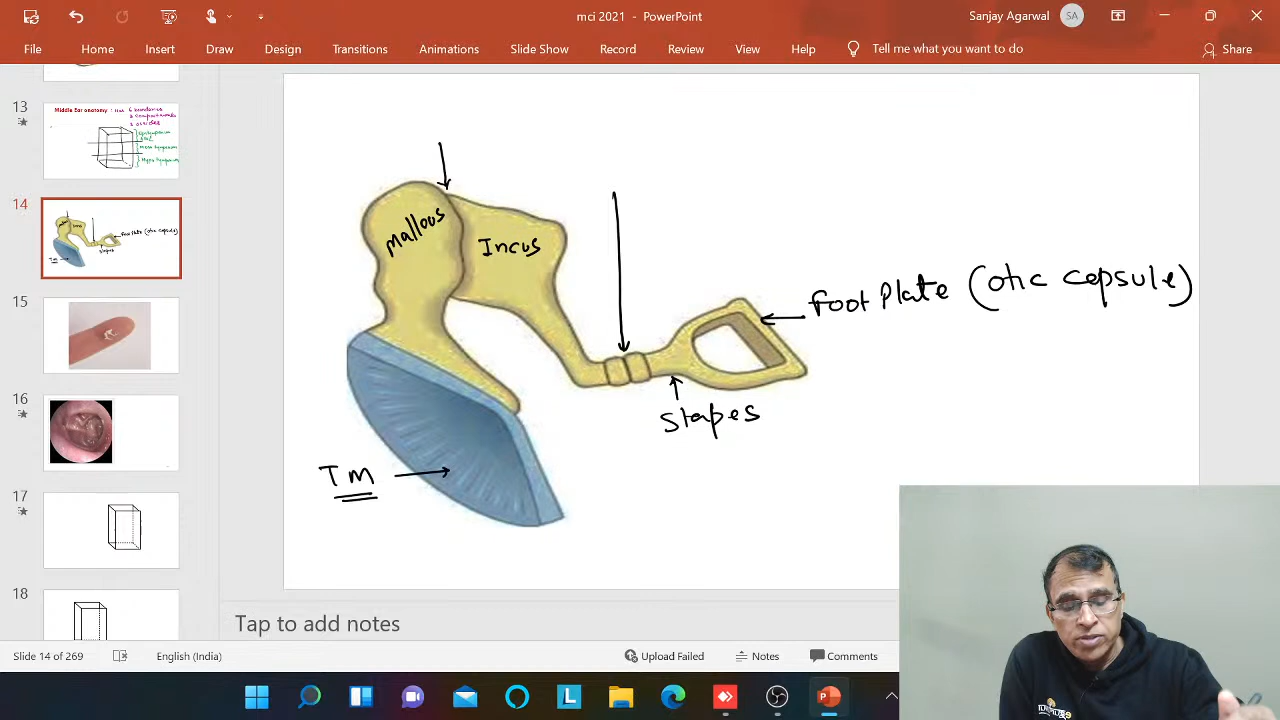 mci 2021 - PowerPoint
Sanjay Agarwal
SA
File
Home
Insert
Draw
Design
Transitions
Animations
Slide Show
Record
Review
View
Help
Tell me what you want to do
Share
13
Middle Ear anatomy
6 boundaries
14
mallous
Incus
Foot Plate (otic capsule)
Stapes
TM
15
16
17
18
Tap to add notes
Slide 14 of 269
English (India)
Upload Failed
Notes
Comments